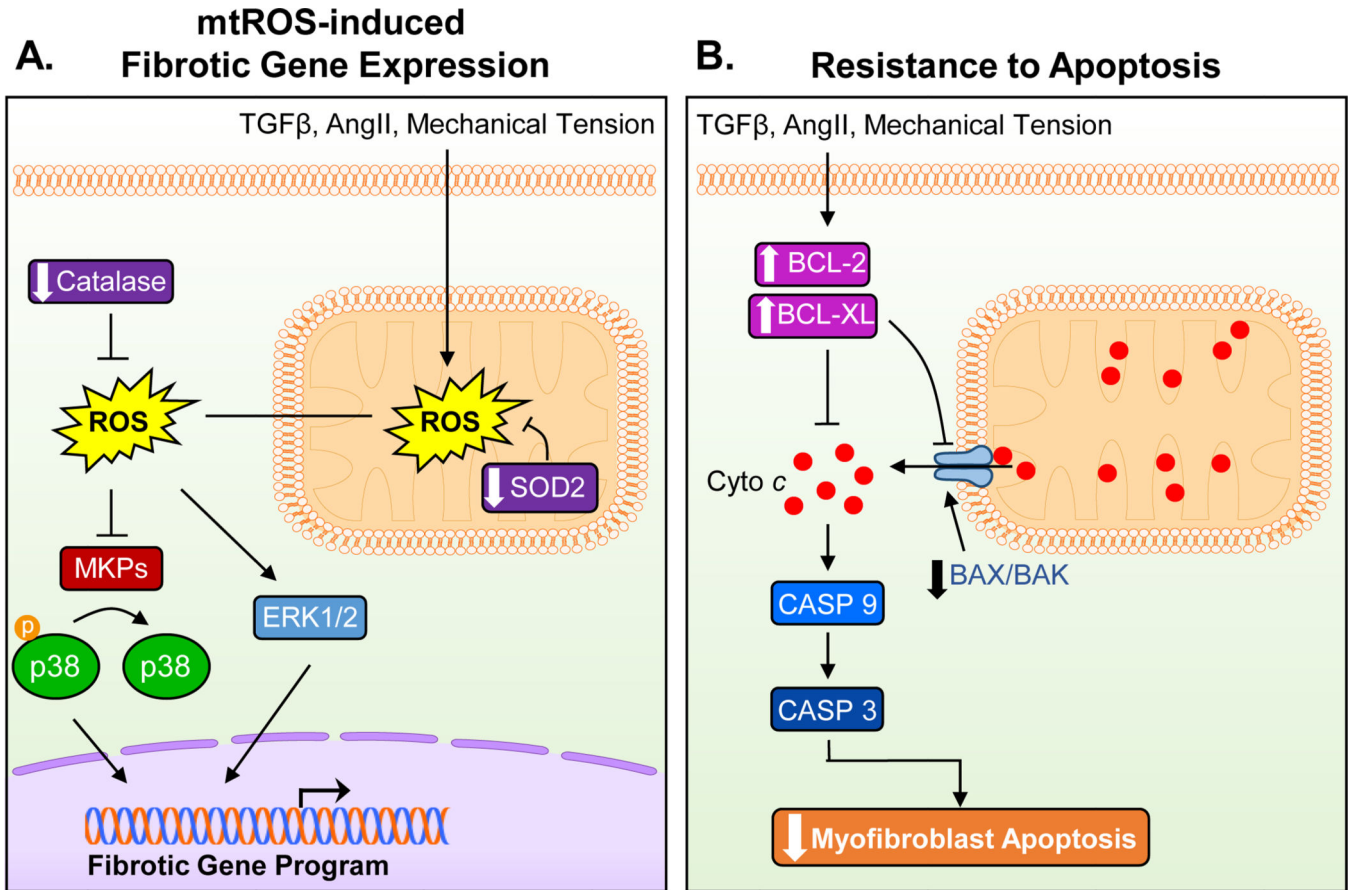 A.
mtROS-induced
Fibrotic Gene Expression
TGFβ, AngII, Mechanical Tension
Catalase
ROS
ROS
SOD2
MKPs
ERK1/2
p
p38
p38
Fibrotic Gene Program
B.
Resistance to Apoptosis
TGFβ, AngII, Mechanical Tension
BCL-2
BCL-XL
Cyto c
BAX/BAK
CASP 9
CASP 3
Myofibroblast Apoptosis